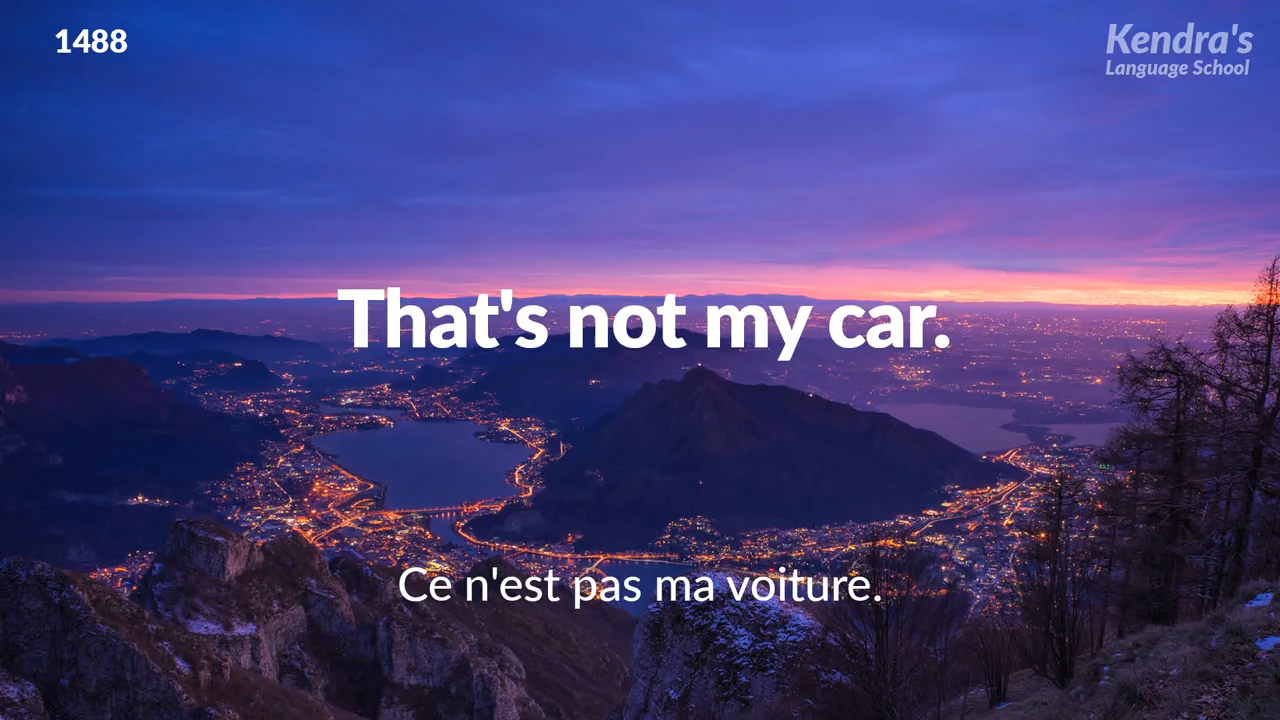 1488
Kendra's
Language School
That's not my car.
Ce n'est pas ma voiture.